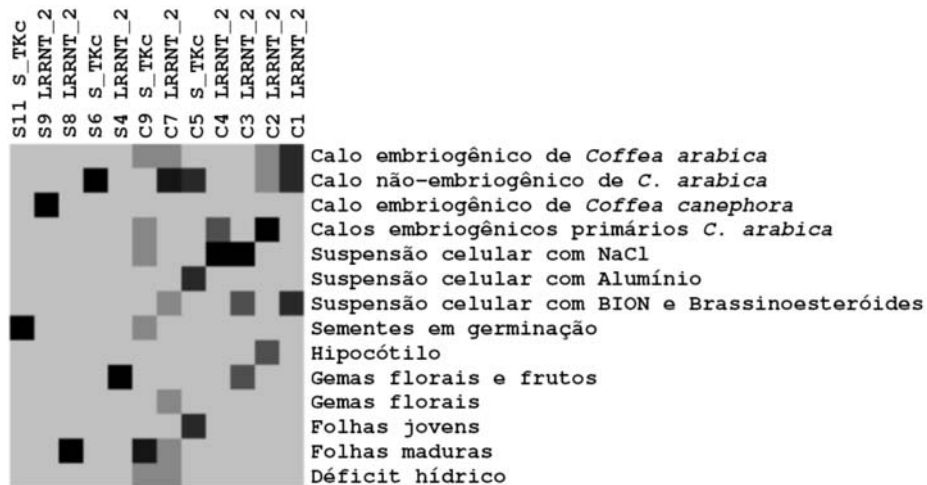 S11 S_TKc
S9 LRRNT_2
S8 LRRNT_2
S6 S_TKc
S4 LRRNT_2
C9 S_TKc
C7 LRRNT_2
C5 S_TKc
C4 LRRNT_2
C3 LRRNT_2
C2 LRRNT_2
C1 LRRNT_2
Calo embriogênico de Coffea arabica
Calo não-embriogênico de C. arabica
Calo embriogênico de Coffea canephora
Calos embriogênicos primários C. arabica
Suspensão celular com NaCl
Suspensão celular com Alumínio
Suspensão celular com BION e Brassinoesteróides
Sementes em germinação
Hipocótilo
Gemas florais e frutos
Gemas florais
Folhas jovens
Folhas maduras
Déficit hídrico